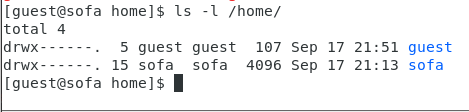 [guest@sofa home]$ ls -l /home/
total 4
drwx------.  5 guest guest  107 Sep 17 21:51 guest
drwx------. 15 sofa  sofa  4096 Sep 17 21:13 sofa
[guest@sofa home]$